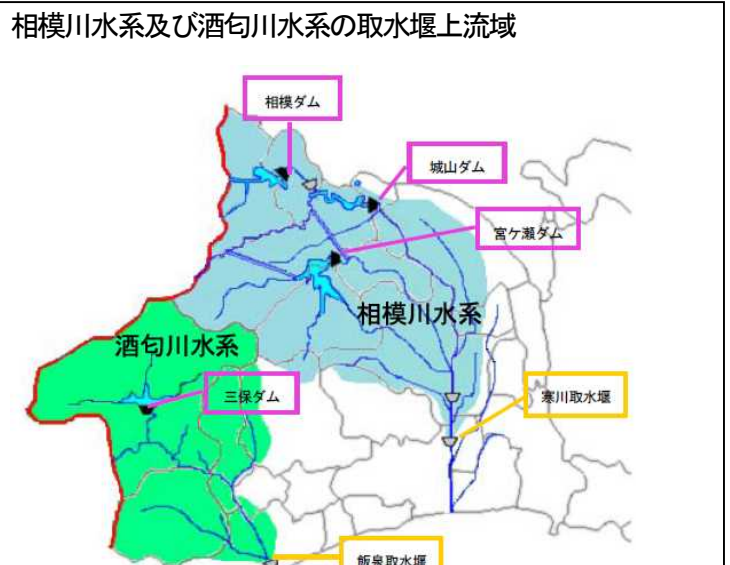 相模川水系及び酒匂川水系の取水堰上流域
相模ダム
城山ダム
宮ケ瀬ダム
相模川水系
酒匂川水系
三保ダム
寒川取水堰
飯泉取水堰